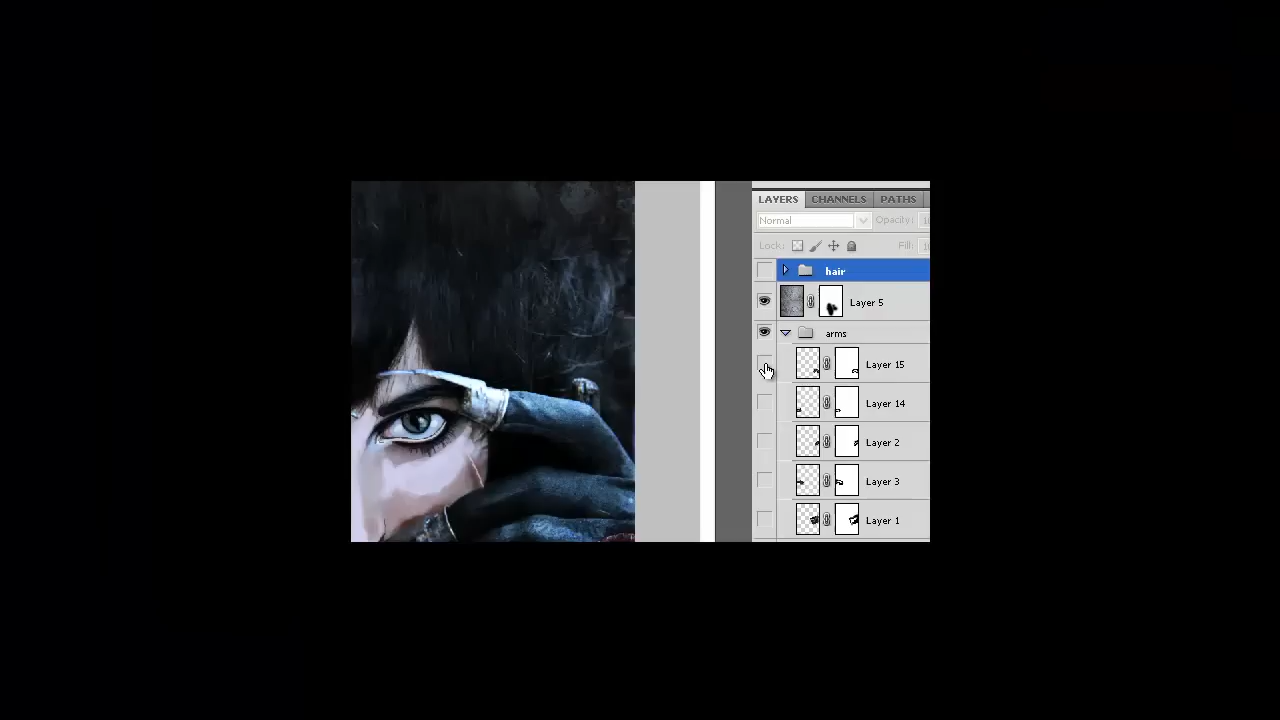 LAYERS CHANNELS PATHS
Normal Opacity:
Lock: Fill:
hair
Layer 5
arms
Layer 15
Layer 14
Layer 2
Layer 3
Layer 1